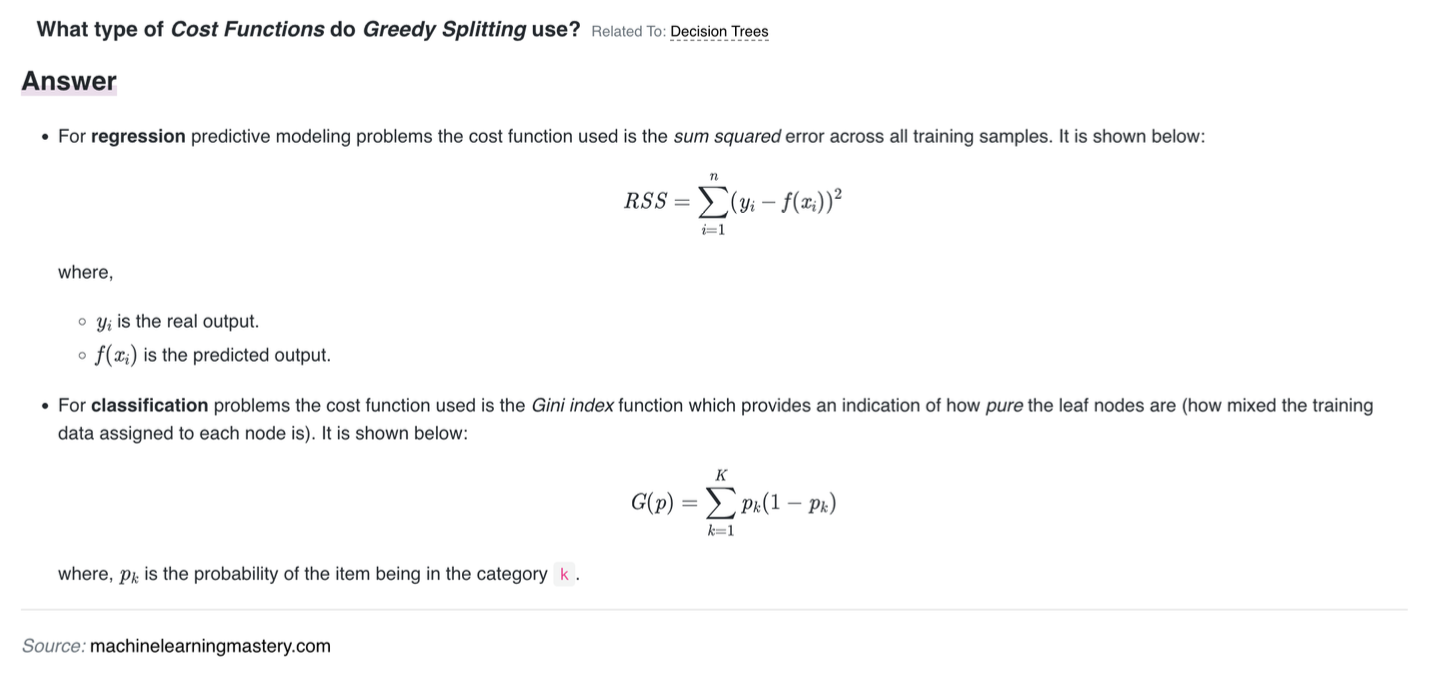 What type of Cost Functions do Greedy Splitting use? Related To: Decision Trees
Answer
• For regression predictive modeling problems the cost function used is the sum squared error across all training samples. It is shown below:
RSS = \sum_{i=1}^{n} (y_i − f(x_i))^2
where,
◦ y_i is the real output.
◦ f(x_i) is the predicted output.
• For classification problems the cost function used is the Gini index function which provides an indication of how pure the leaf nodes are (how mixed the training
data assigned to each node is). It is shown below:
G(p) = \sum_{k=1}^{K} p_k(1 − p_k)
where, p_k is the probability of the item being in the category k .
Source: machinelearningmastery.com